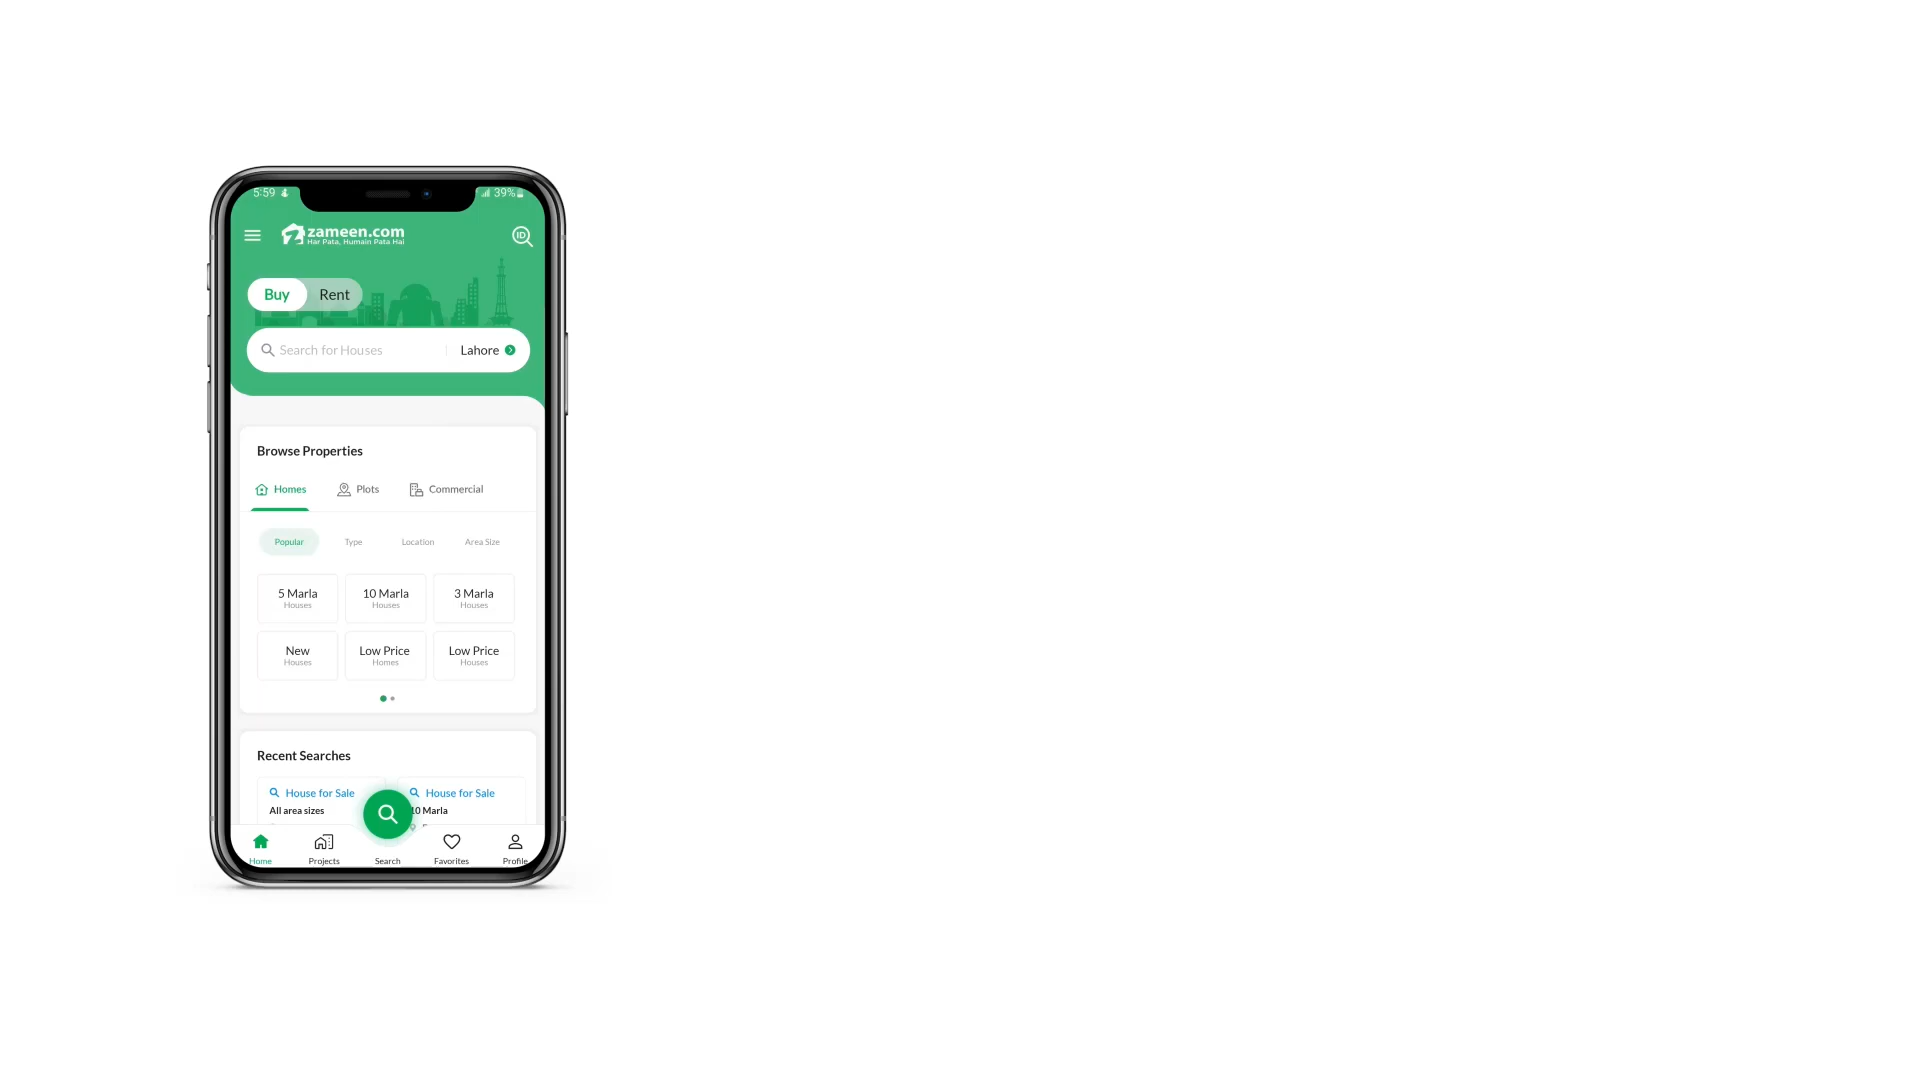 5:59
39%
zameen.com
Har Pata, Humain Pata Hai
ID
Buy Rent
Search for Houses Lahore
Browse Properties
Homes Plots Commercial
Popular Type Location Area Size
5 Marla 10 Marla 3 Marla
Houses Houses Houses
New Low Price Low Price
Houses Homes Houses
Recent Searches
House for Sale House for Sale
All area sizes 10 Marla
Home Projects Search Favorites Profile